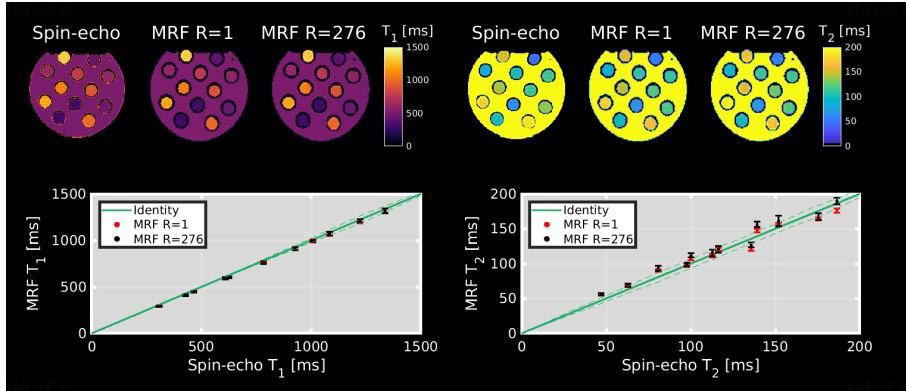 Spin-echo MRF R=1 MRF R=276 T1 [ms]
1500
1000
500
0
Spin-echo MRF R=1 MRF R=276 T2 [ms]
200
150
100
50
0
MRF T1 [ms]
1500
1000
500
0
Identity
MRF R=1
MRF R=276
0 500 1000 1500
Spin-echo T1 [ms]
MRF T2 [ms]
200
150
100
50
0
Identity
MRF R=1
MRF R=276
0 50 100 150 200
Spin-echo T2 [ms]